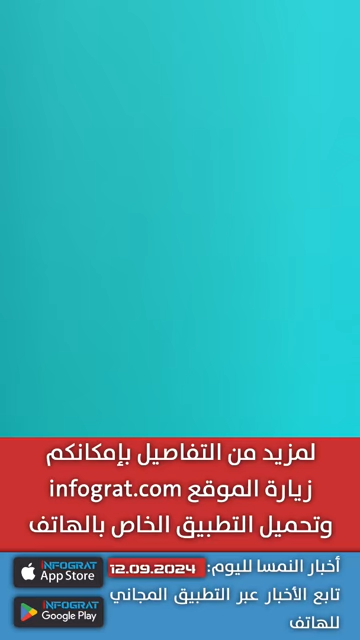 لمزيد من التفاصيل بإمكانكم
زيارة الموقع infograt.com
وتحميل التطبيق الخاص بالهاتف
أخبار النمسا لليوم: 12.09.2024
تابع الأخبار عبر التطبيق المجاني
للهاتف
INFOGRAT
App Store
INFOGRAT
Google Play